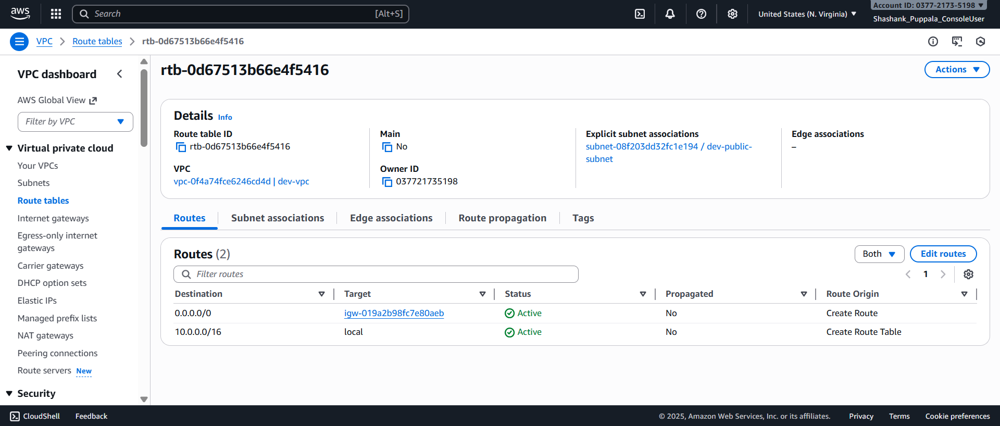 aws
Search
[Alt+S]
United States (N. Virginia)
Account ID: 0377-2173-5198
Shashank_Puppala_ConsoleUser
VPC
Route tables
rtb-0d67513b66e4f5416
VPC dashboard
AWS Global View
Filter by VPC
Virtual private cloud
Your VPCs
Subnets
Route tables
Internet gateways
Egress-only internet
gateways
Carrier gateways
DHCP option sets
Elastic IPs
Managed prefix lists
NAT gateways
Peering connections
Route servers New
Security
rtb-0d67513b66e4f5416
Actions
Details Info
Route table ID
rtb-0d67513b66e4f5416
VPC
vpc-0f4a74fce6246cd4d | dev-vpc
Main
No
Owner ID
037721735198
Explicit subnet associations
subnet-08f203dd32fc1e194 / dev-public-
subnet
Edge associations
–
Routes Subnet associations Edge associations Route propagation Tags
Routes (2)
Both
Edit routes
Filter routes
1
Destination Target Status Propagated Route Origin
0.0.0.0/0 igw-019a2b98fc7e80aeb Active No Create Route
10.0.0.0/16 local Active No Create Route Table
CloudShell Feedback © 2025, Amazon Web Services, Inc. or its affiliates. Privacy Terms Cookie preferences